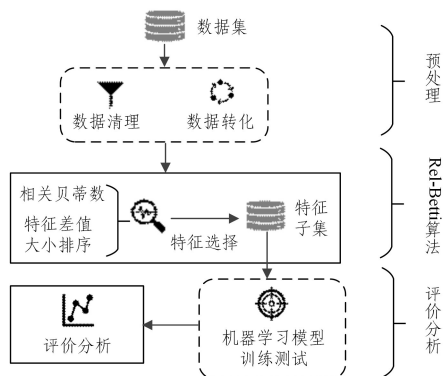 数据集
数据清理
数据转化
预处理
相关贝蒂数
特征差值
大小排序
特征选择
特征
子集
Rel-Betti算法
评价分析
机器学习模型
训练测试
评价分析